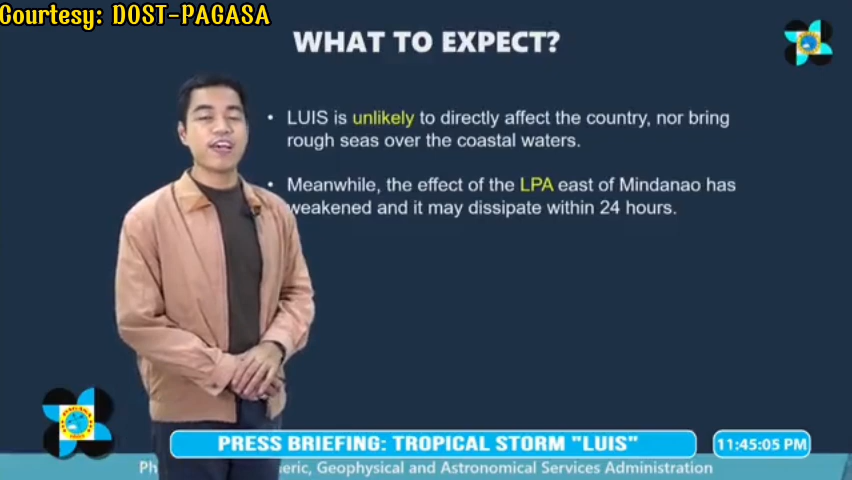 Courtesy: DOST-PAGASA
WHAT TO EXPECT?
• LUIS is unlikely to directly affect the country, nor bring
rough seas over the coastal waters.
• Meanwhile, the effect of the LPA east of Mindanao has
weakened and it may dissipate within 24 hours.
PRESS BRIEFING: TROPICAL STORM "LUIS"
11:45:05 PM
Geophysical and Astronomical Services Administration